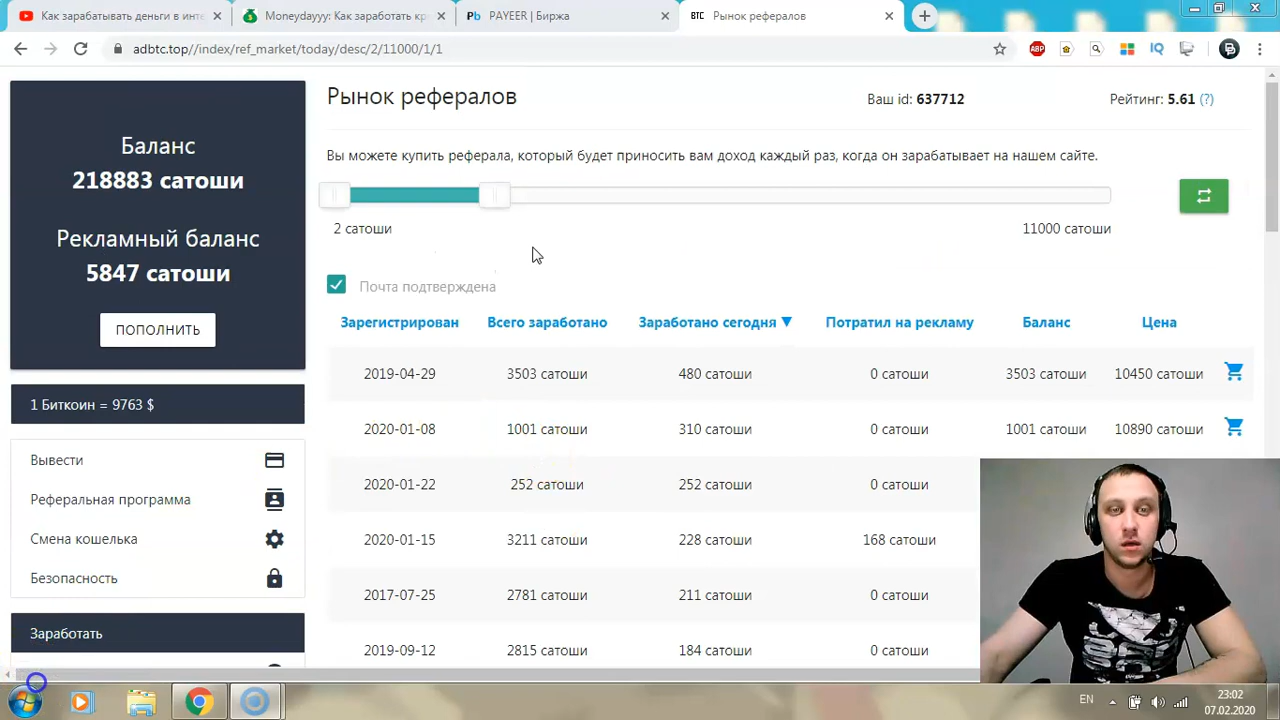 Как зарабатывать деньги в инте
Moneydayyy: Как заработать кр
Pb PAYEER | Биржа
BTC Рынок рефералов
adbtc.top//index/ref_market/today/desc/2/11000/1/1
ABP
IQ
Баланс
218883 сатоши
Рекламный баланс
5847 сатоши
ПОПОЛНИТЬ
1 Биткоин = 9763 $
Вывести
Реферальная программа
Смена кошелька
Безопасность
Заработать
Рынок рефералов
Ваш id: 637712
Рейтинг: 5.61 (?)
Вы можете купить реферала, который будет приносить вам доход каждый раз, когда он зарабатывает на нашем сайте.
2 сатоши
11000 сатоши
Почта подтверждена
Зарегистрирован Всего заработано Заработано сегодня ▼ Потратил на рекламу Баланс Цена
2019-04-29 3503 сатоши 480 сатоши 0 сатоши 3503 сатоши 10450 сатоши
2020-01-08 1001 сатоши 310 сатоши 0 сатоши 1001 сатоши 10890 сатоши
2020-01-22 252 сатоши 252 сатоши 0 сатоши
2020-01-15 3211 сатоши 228 сатоши 168 сатоши
2017-07-25 2781 сатоши 211 сатоши 0 сатоши
2019-09-12 2815 сатоши 184 сатоши 0 сатоши
EN
23:02
07.02.2020